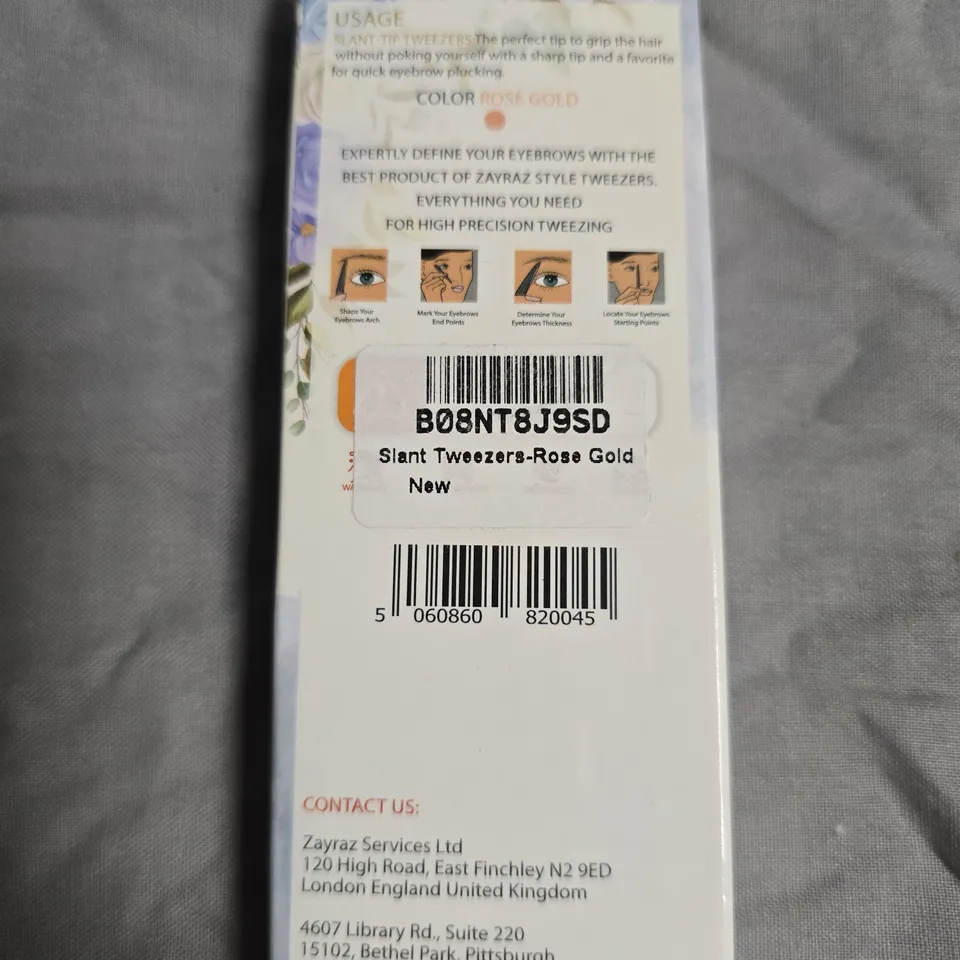 USAGE
SLANT-TIP TWEEZERS The perfect tip to grip the hair
without poking yourself with a sharp tip and a favorite
for quick eyebrow plucking.
COLOR ROSE GOLD
EXPERTLY DEFINE YOUR EYEBROWS WITH THE
BEST PRODUCT OF ZAYRAZ STYLE TWEEZERS.
EVERYTHING YOU NEED
FOR HIGH PRECISION TWEEZING
Shape Your
Eyebrows Arch
Mark Your Eyebrows
End Points
Determine Your
Eyebrows Thickness
Locate Your Eyebrows
Starting Points
B08NT8J9SD
Slant Tweezers-Rose Gold
New
5 060860 820045
CONTACT US:
Zayraz Services Ltd
120 High Road, East Finchley N2 9ED
London England United Kingdom
4607 Library Rd., Suite 220
15102, Bethel Park, Pittsburgh